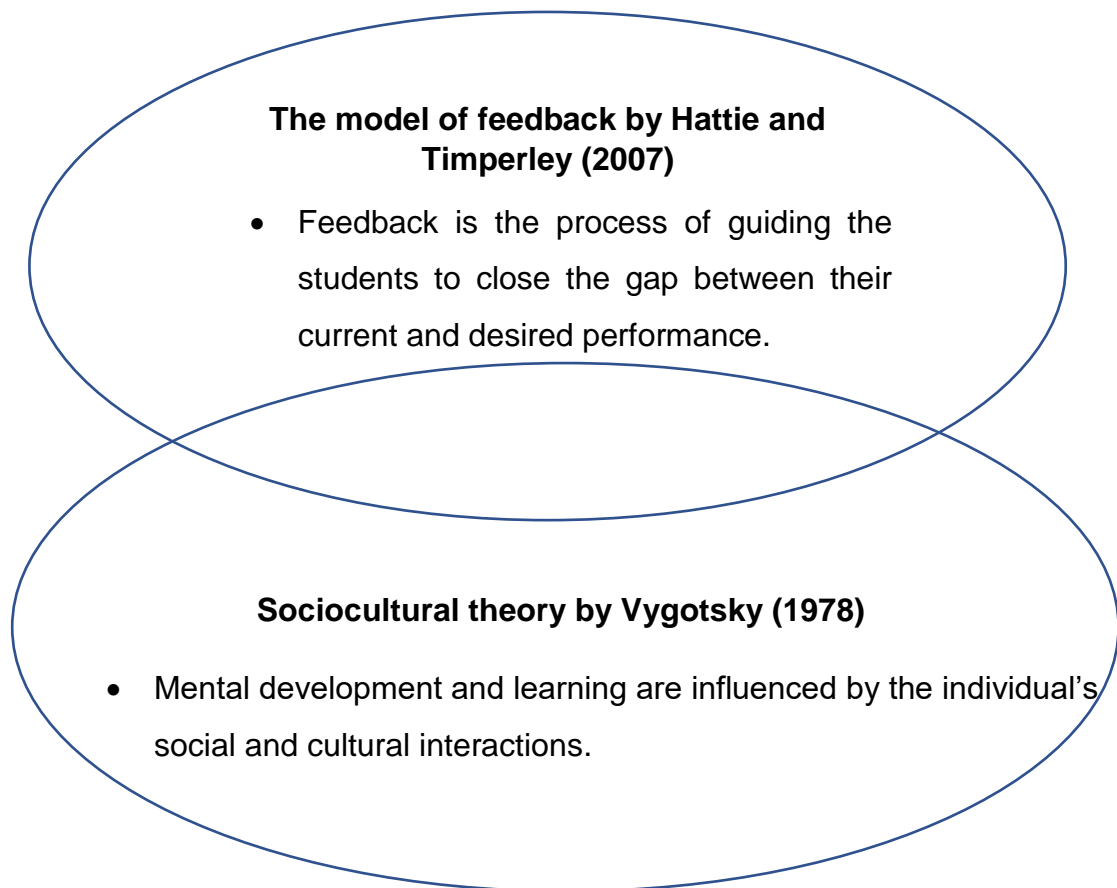 The model of feedback by Hattie and
Timperley (2007)
• Feedback is the process of guiding the
students to close the gap between their
current and desired performance.
Sociocultural theory by Vygotsky (1978)
• Mental development and learning are influenced by the individual’s
social and cultural interactions.